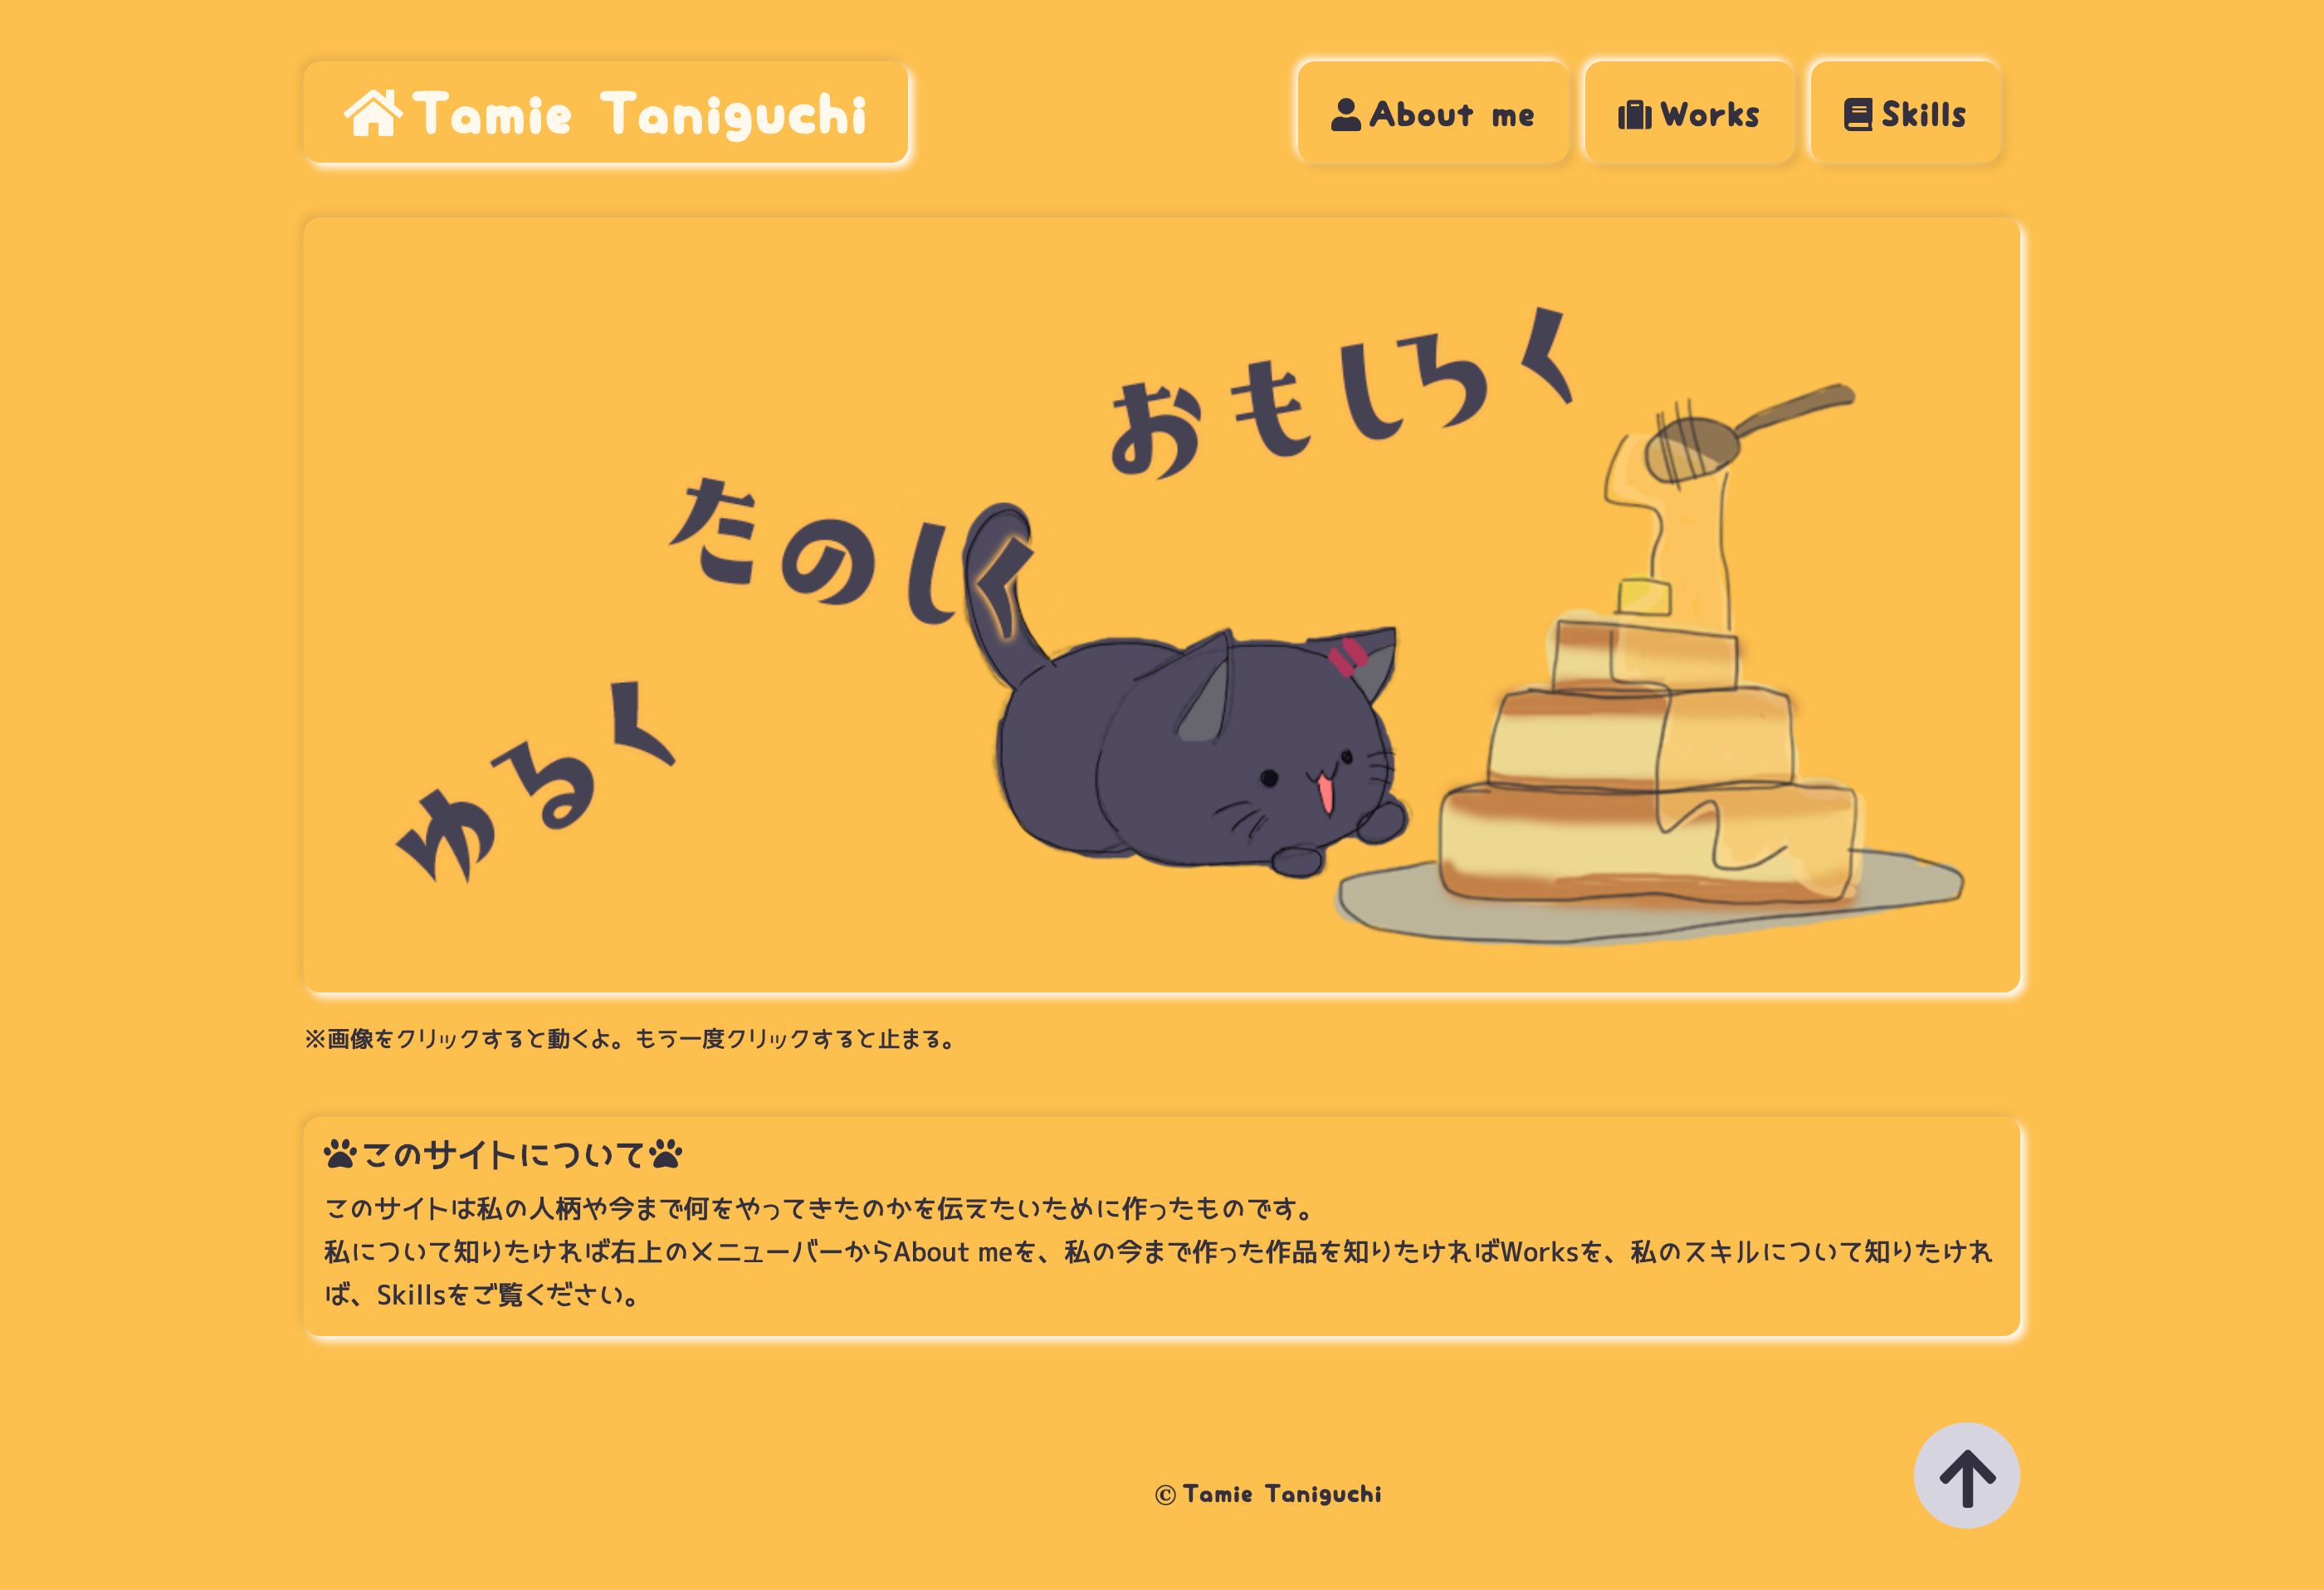 Tamie Taniguchi
About me
Works
Skills
おもしろく
たのしく
ゆるく
※画像をクリックすると動くよ。もう一度クリックすると止まる。
このサイトについて
このサイトは私の人柄や今まで何をやってきたのかを伝えたいために作ったものです。
私について知りたければ右上のメニューバーからAbout meを、私の今まで作った作品を知りたければWorksを、私のスキルについて知りたけれ
ば、Skillsをご覧ください。
© Tamie Taniguchi